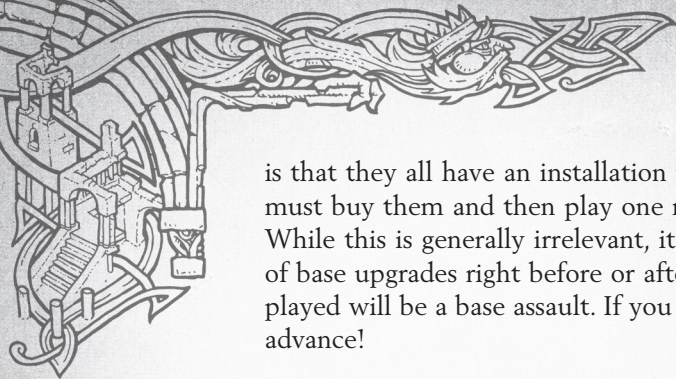 is that they all have an installation
must buy them and then play one
While this is generally irrelevant, it
of base upgrades right before or
played will be a base assault. If you
advance!